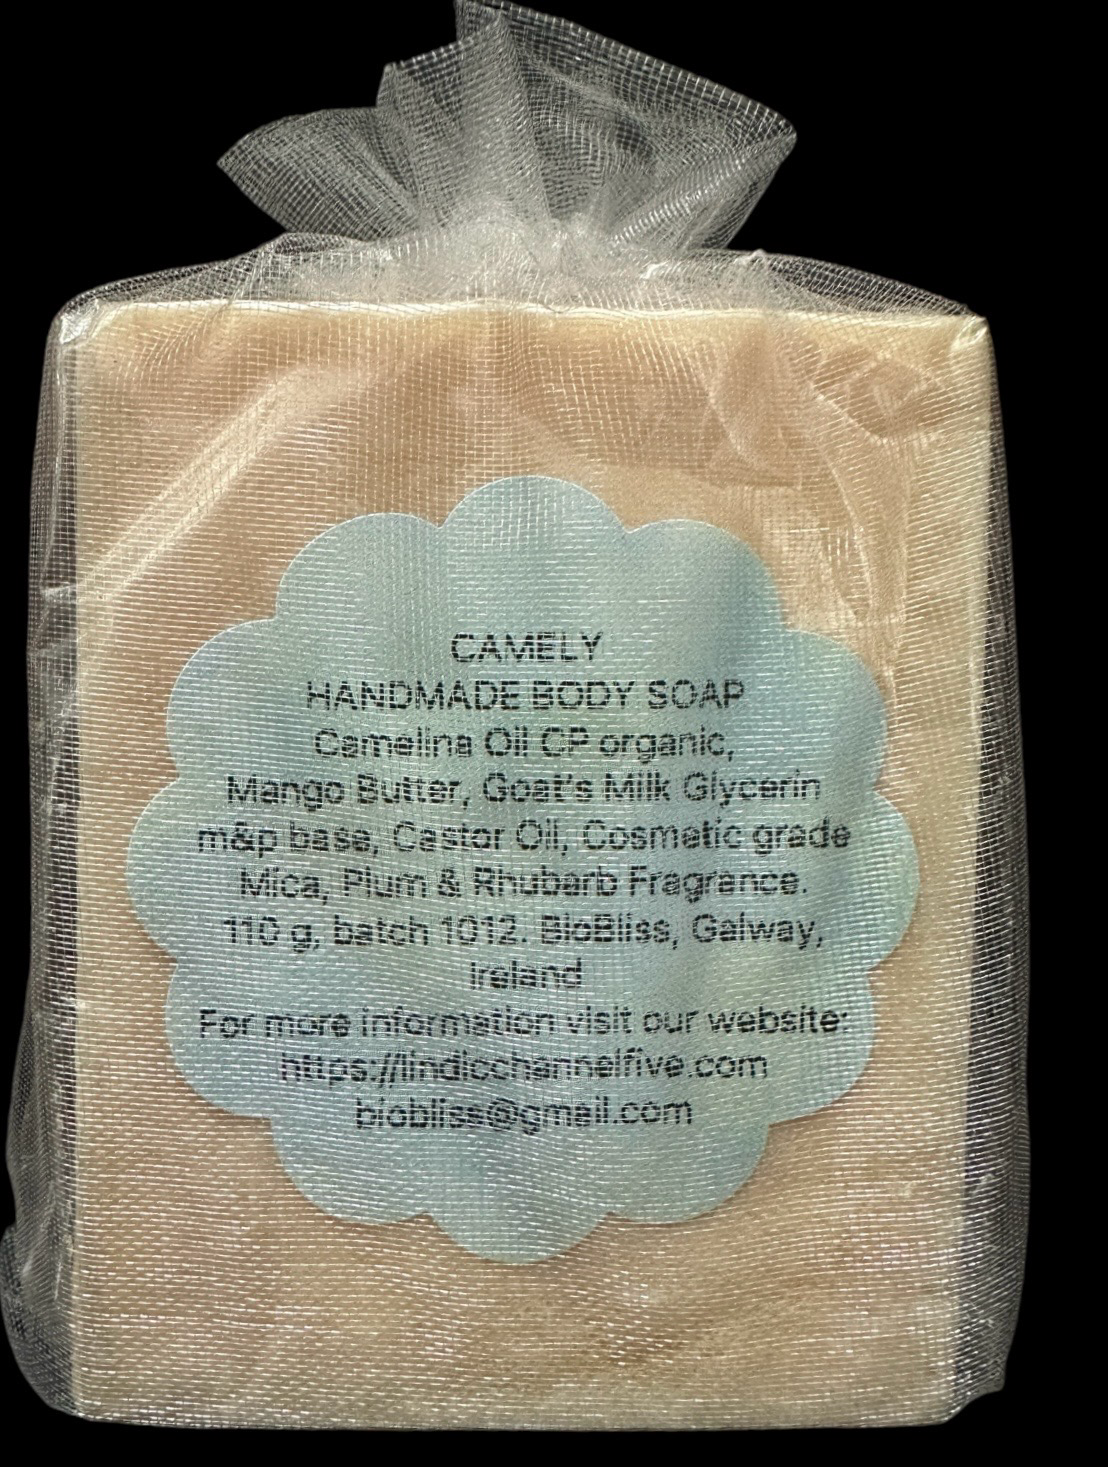 CAMELY
HANDMADE BODY SOAP
Camelina Oil CP organic,
Mango Butter, Goat's Milk Glycerin
m&p base, Castor Oil, Cosmetic grade
Mica, Plum & Rhubarb Fragrance.
110 g, batch 1012. BioBliss, Galway,
Ireland
For more information visit our website:
https://lindicchannelfive.com
biobliss@gmail.com